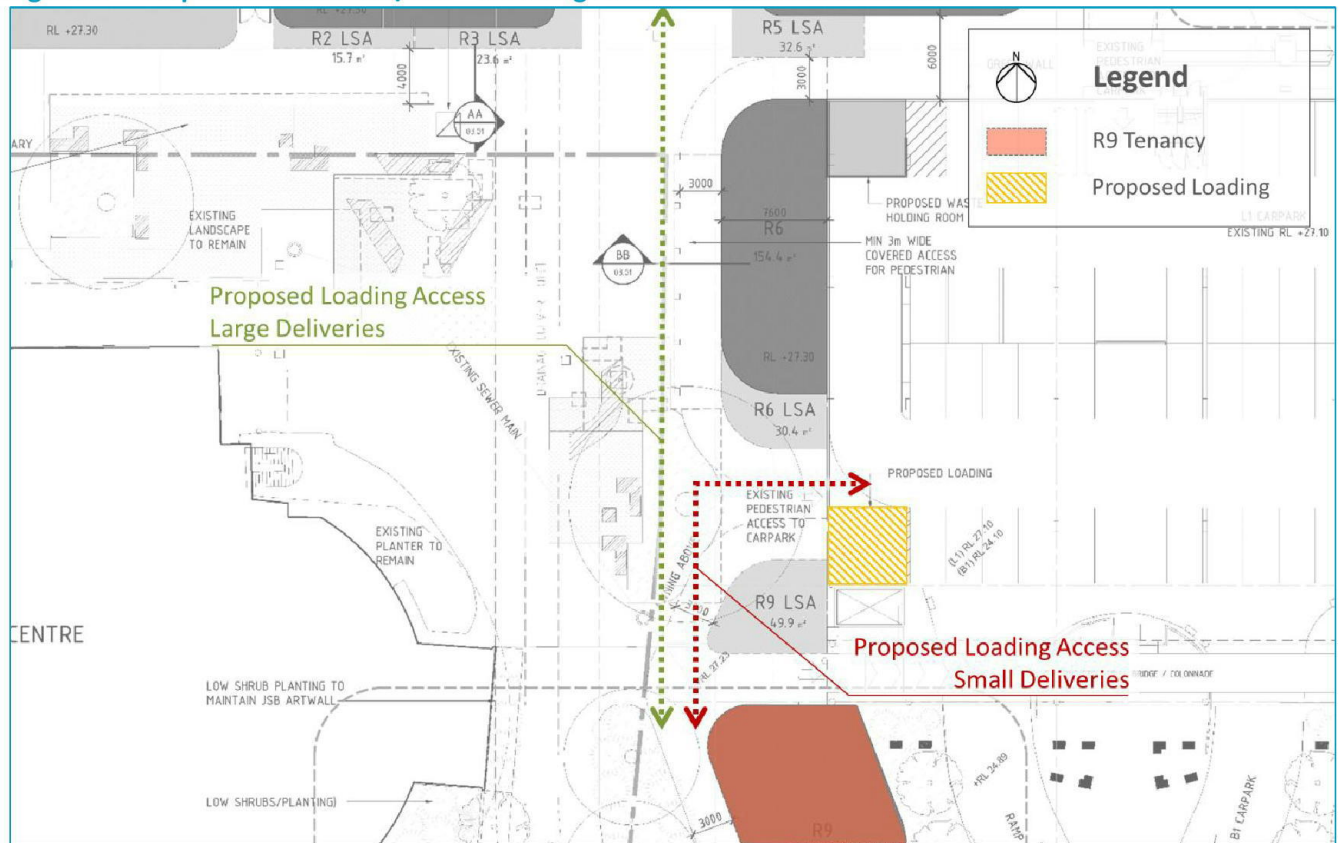 RL +27.30
R2 LSA
15.7 m²
R3 LSA
23.6 m²
R5 LSA
32.6 m²
4000
3000
6000
N
Legend
R9 Tenancy
Proposed Loading
EXISTING
PEDESTRIAN
AA
03.01
ARY
EXISTING
LANDSCAPE
TO REMAIN
3000
7600
R6
154.4 m²
RL +27.30
PROPOSED WASTE
HOLDING ROOM
MIN 3m WIDE
COVERED ACCESS
FOR PEDESTRIAN
L1 CARPARK
EXISTING RL +27.10
BB
03.01
Proposed Loading Access
Large Deliveries
EXISTING SEWER MAIN
R6 LSA
30.4 m²
PROPOSED LOADING
EXISTING
PEDESTRIAN
ACCESS TO
CARPARK
(L1) RL 27.10
(B1) RL 24.10
EXISTING
PLANTER TO
REMAIN
R9 LSA
49.9 m²
RL 27.23
CENTRE
Proposed Loading Access
Small Deliveries
BRIDGE / COLONNADE
LOW SHRUB PLANTING TO
MAINTAIN JSB ARTWALL
LOW SHRUBS/PLANTING
3000
R9
RL 24.89
RAMP
B1 CARPARK